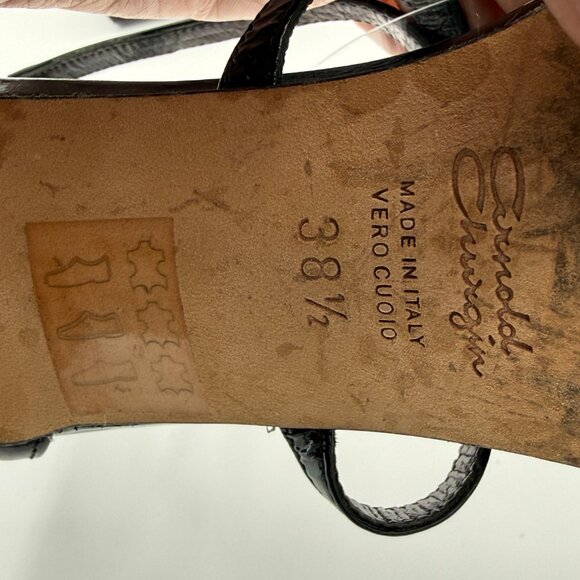 Arnold
Churgin
MADE IN ITALY
VERO CUOIO
38½